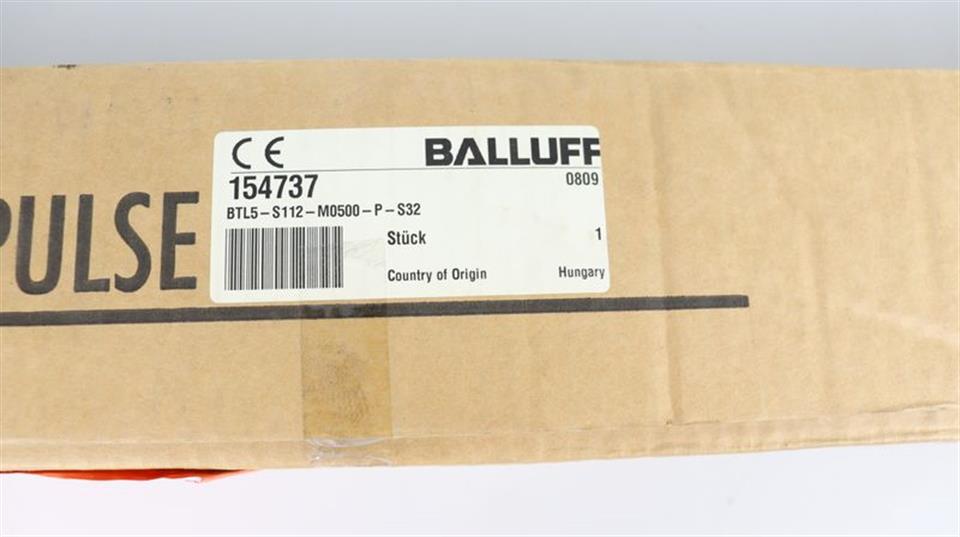 CE BALLUFF
154737 0809
BTL5-S112-M0500-P-S32
Stück 1
Country of Origin Hungary
PULSE